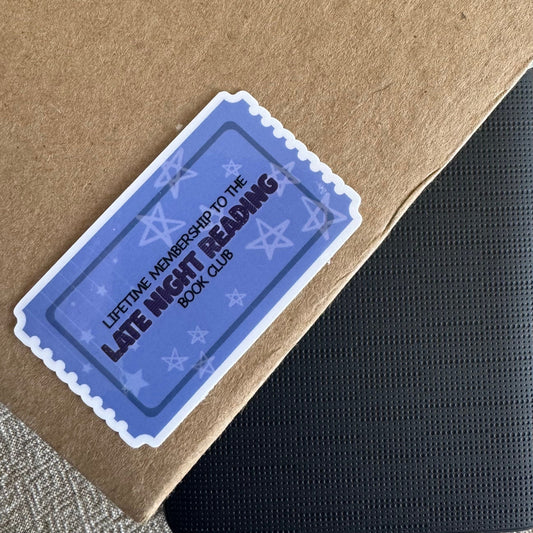 LIFETIME MEMBERSHIP TO THE
LATE NIGHT READING
BOOK CLUB